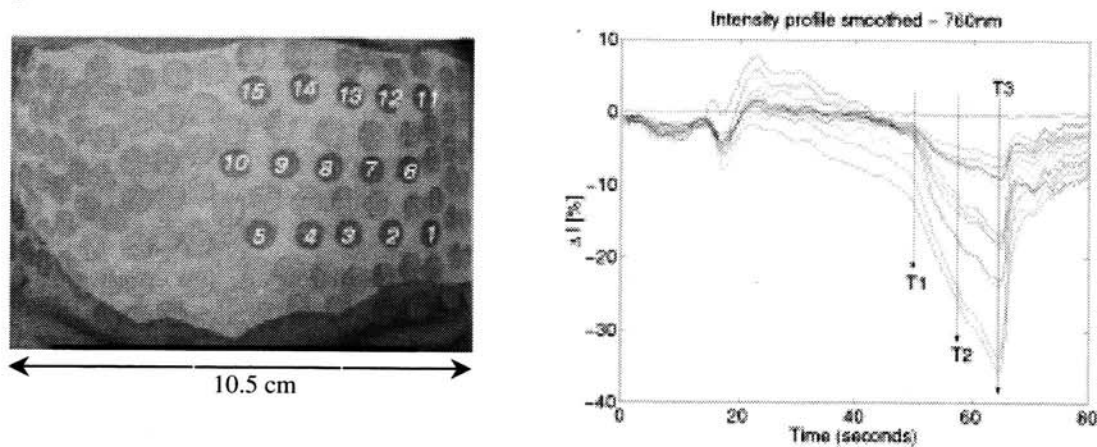 15 14 13 12 11
10 9 8 7 6
5 4 3 2 1
10.5 cm
Intensity profile smoothed - 760nm
10
0
-10
-20
-30
-40
Δ I [%]
T1
T2
T3
0 20 40 60 80
Time (seconds)